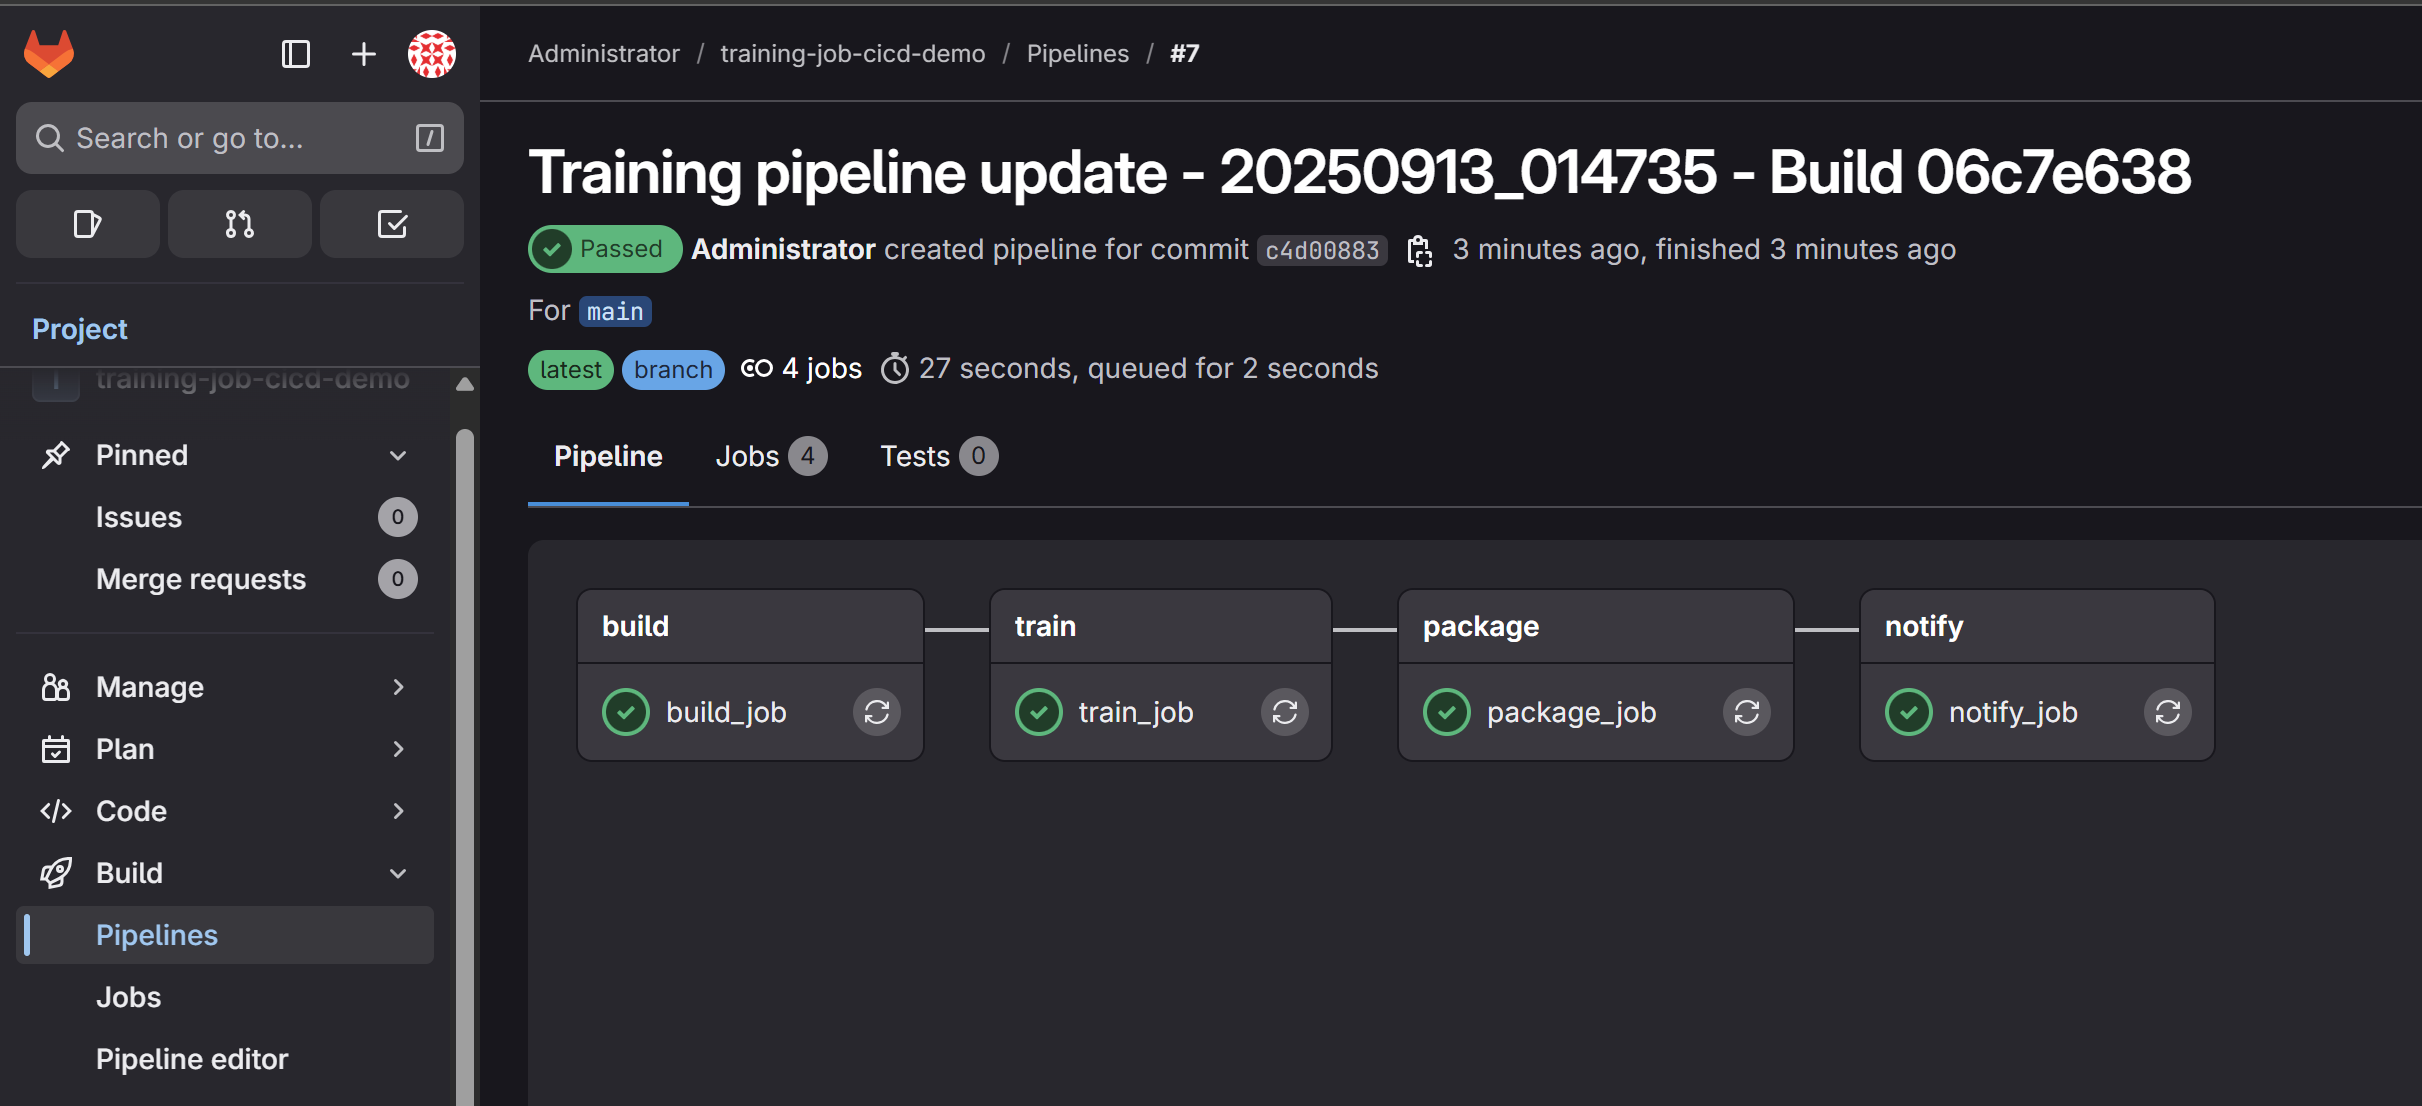 Administrator / training-job-cicd-demo / Pipelines / #7
Search or go to... /
Training pipeline update - 20250913_014735 - Build 06c7e638
Passed Administrator created pipeline for commit c4d00883 3 minutes ago, finished 3 minutes ago
For main
latest branch 4 jobs 27 seconds, queued for 2 seconds
Project
training-job-cicd-demo
Pinned
Issues 0
Merge requests 0
Manage
Plan
Code
Build
Pipelines
Jobs
Pipeline editor
Pipeline Jobs 4 Tests 0
build train package notify
build_job train_job package_job notify_job